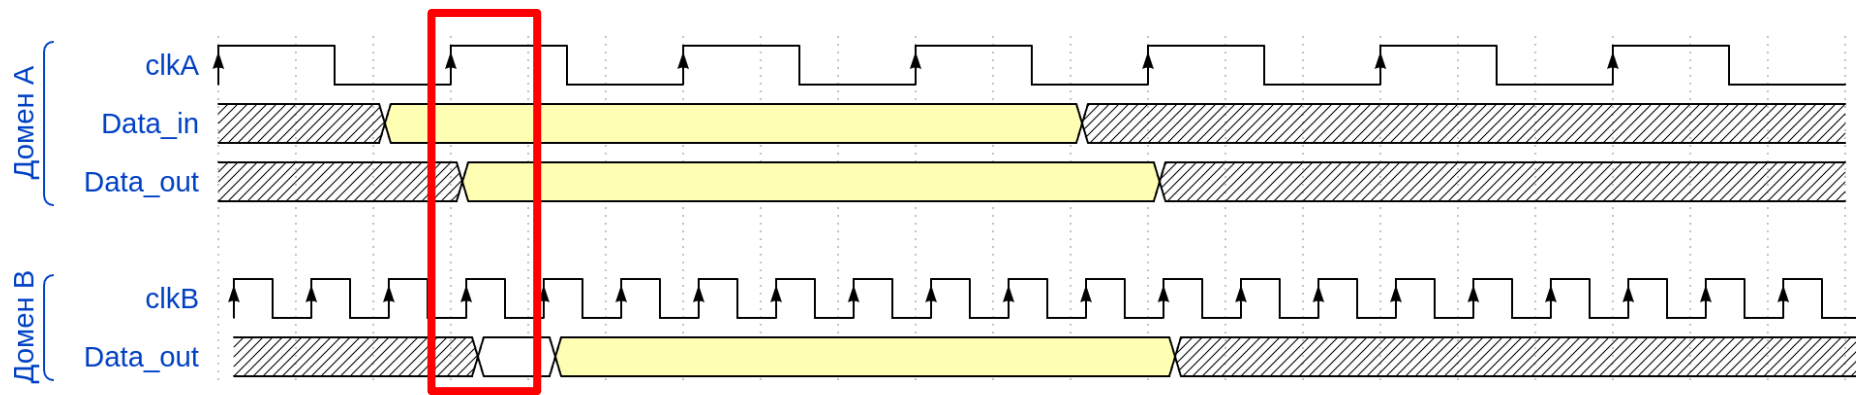 Домен А
clkA
Data_in
Data_out
Домен B
clkB
Data_out